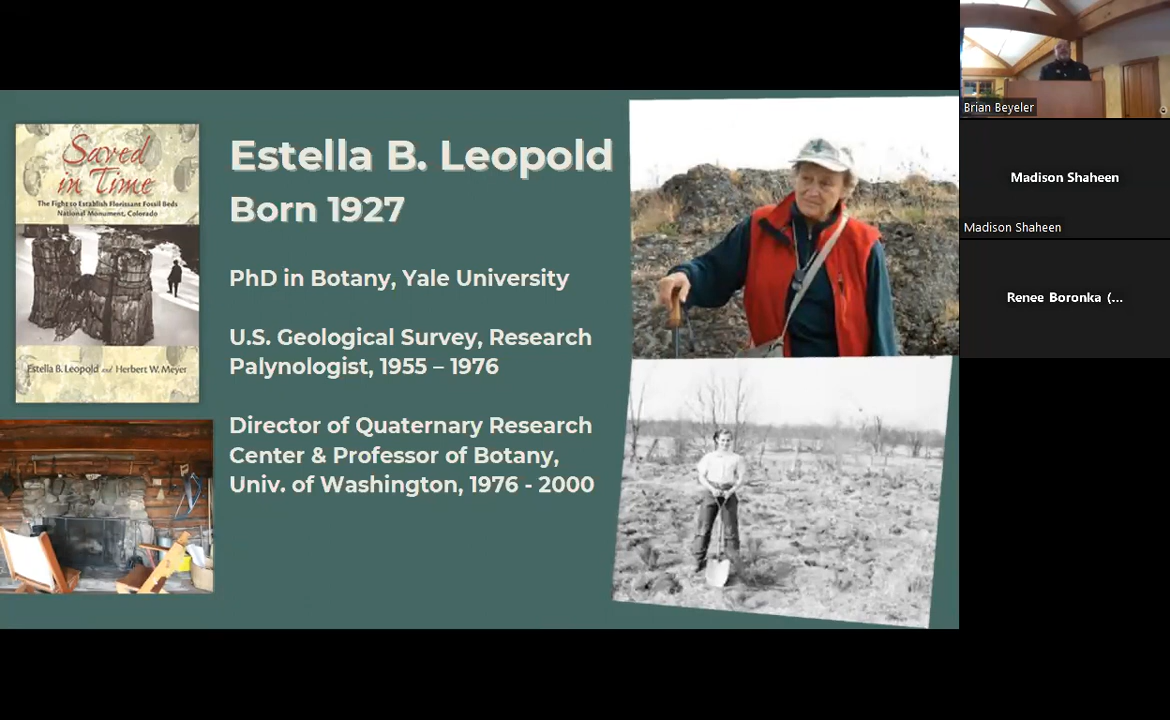 Saved
in Time
The Fight to Establish Florissant Fossil Beds
National Monument, Colorado
Estella B. Leopold and Herbert W. Meyer
Estella B. Leopold
Born 1927
PhD in Botany, Yale University
U.S. Geological Survey, Research
Palynologist, 1955 – 1976
Director of Quaternary Research
Center & Professor of Botany,
Univ. of Washington, 1976 - 2000
Brian Beyeler
Madison Shaheen
Madison Shaheen
Renee Boronka (...